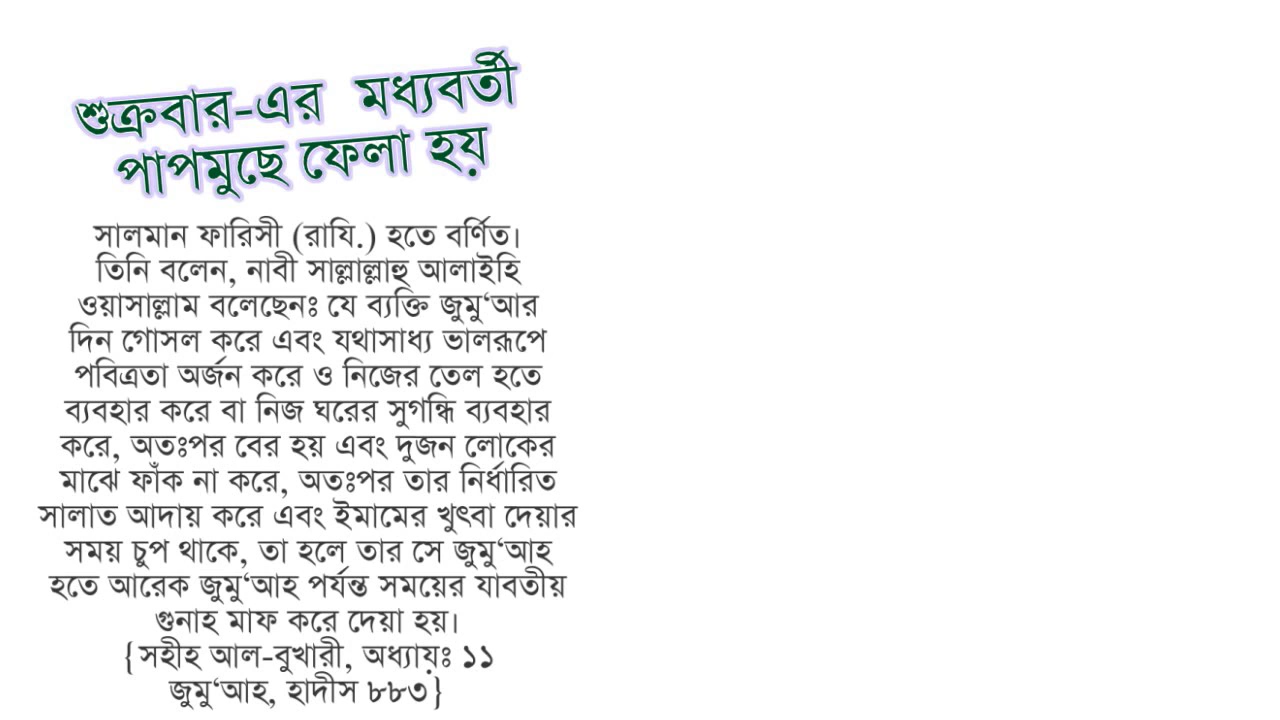 শুক্রবার-এর মধ্যবর্তী
পাপমুছে ফেলা হয়
সালমান ফারিসী (রাযি.) হতে বর্ণিত।
তিনি বলেন, নাবী সাল্লাল্লাহু আলাইহি
ওয়াসাল্লাম বলেছেনঃ যে ব্যক্তি জুমু‘আর
দিন গোসল করে এবং যথাসাধ্য ভালরূপে
পবিত্রতা অর্জন করে ও নিজের তেল হতে
ব্যবহার করে বা নিজ ঘরের সুগন্ধি ব্যবহার
করে, অতঃপর বের হয় এবং দুজন লোকের
মাঝে ফাঁক না করে, অতঃপর তার নির্ধারিত
সালাত আদায় করে এবং ইমামের খুৎবা দেয়ার
সময় চুপ থাকে, তা হলে তার সে জুমু‘আহ
হতে আরেক জুমু‘আহ পর্যন্ত সময়ের যাবতীয়
গুনাহ মাফ করে দেয়া হয়।
{সহীহ আল-বুখারী, অধ্যায়ঃ ১১
জুমু‘আহ, হাদীস ৮৮৩}